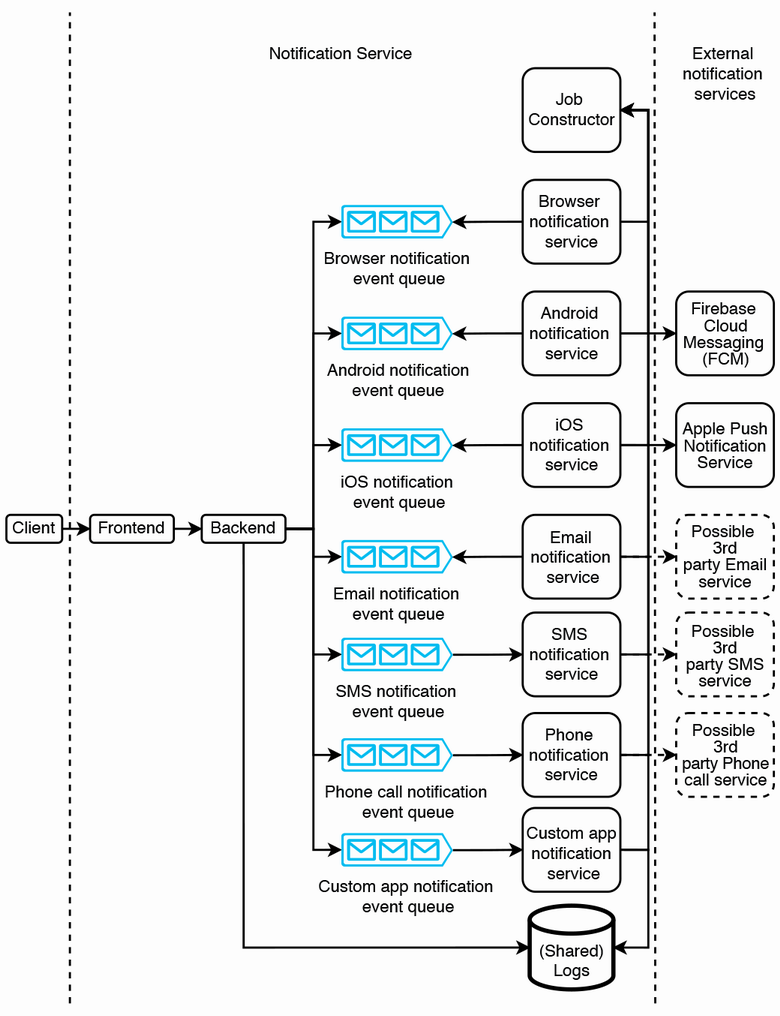 Notification Service
External
notification
services
Job
Constructor
Browser
notification
service
Browser notification
event queue
Android
notification
service
Firebase
Cloud
Messaging
(FCM)
Android notification
event queue
iOS
notification
service
Apple Push
Notification
Service
iOS notification
event queue
Client
Frontend
Backend
Email
notification
service
Possible
3rd
party Email
service
Email notification
event queue
SMS
notification
service
Possible
3rd
party SMS
service
SMS notification
event queue
Phone
notification
service
Possible
3rd
party Phone
call service
Phone call notification
event queue
Custom app
notification
service
Custom app notification
event queue
(Shared)
Logs